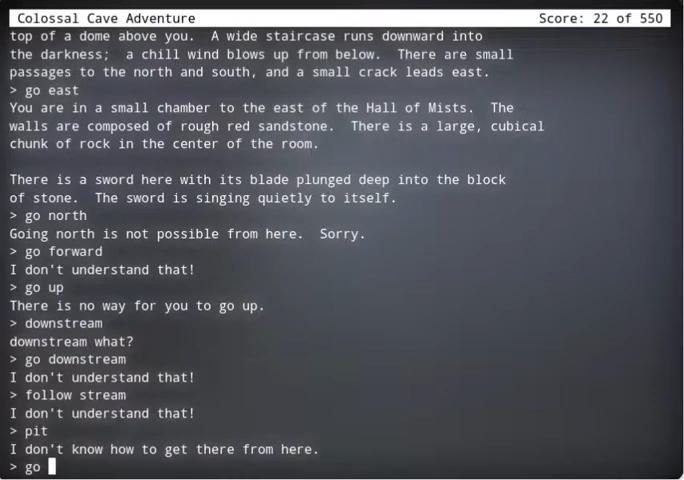 Colossal Cave Adventure Score: 22 of 550
top of a dome above you.  A wide staircase runs downward into
the darkness;  a chill wind blows up from below.  There are small
passages to the north and south, and a small crack leads east.
> go east
You are in a small chamber to the east of the Hall of Mists.  The
walls are composed of rough red sandstone.  There is a large, cubical
chunk of rock in the center of the room.

There is a sword here with its blade plunged deep into the block
of stone.  The sword is singing quietly to itself.
> go north
Going north is not possible from here.  Sorry.
> go forward
I don't understand that!
> go up
There is no way for you to go up.
> downstream
downstream what?
> go downstream
I don't understand that!
> follow stream
I don't understand that!
> pit
I don't know how to get there from here.
> go